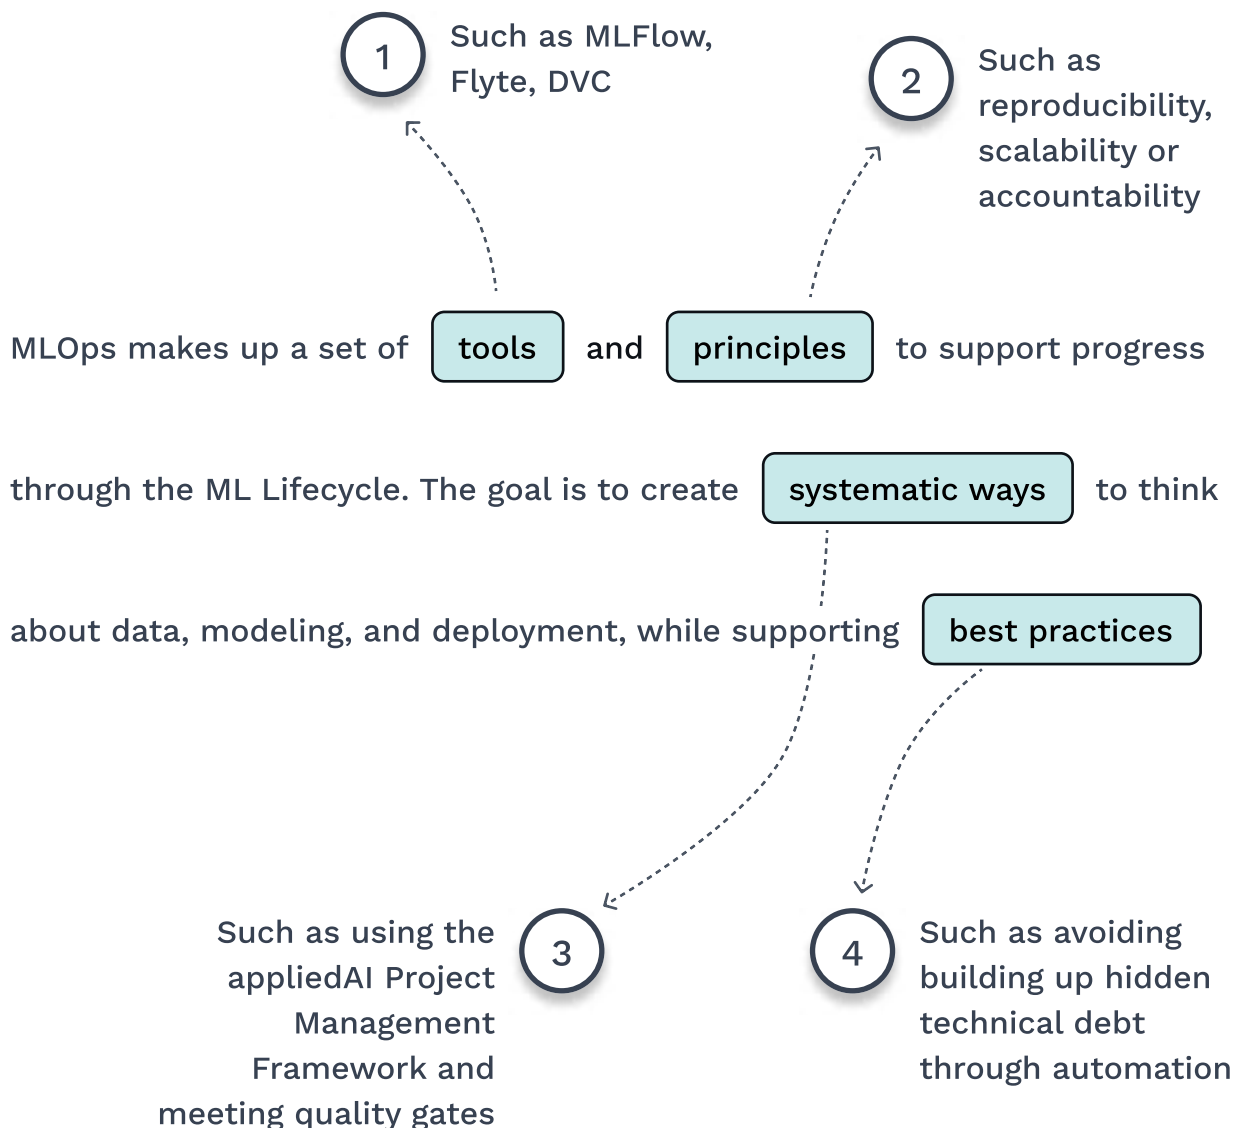 1
Such as MLFlow,
Flyte, DVC
2
Such as
reproducibility,
scalability or
accountability
MLOps makes up a set of tools and principles to support progress
through the ML Lifecycle. The goal is to create systematic ways to think
about data, modeling, and deployment, while supporting best practices
Such as using the
appliedAI Project
Management
Framework and
meeting quality gates
3
4
Such as avoiding
building up hidden
technical debt
through automation